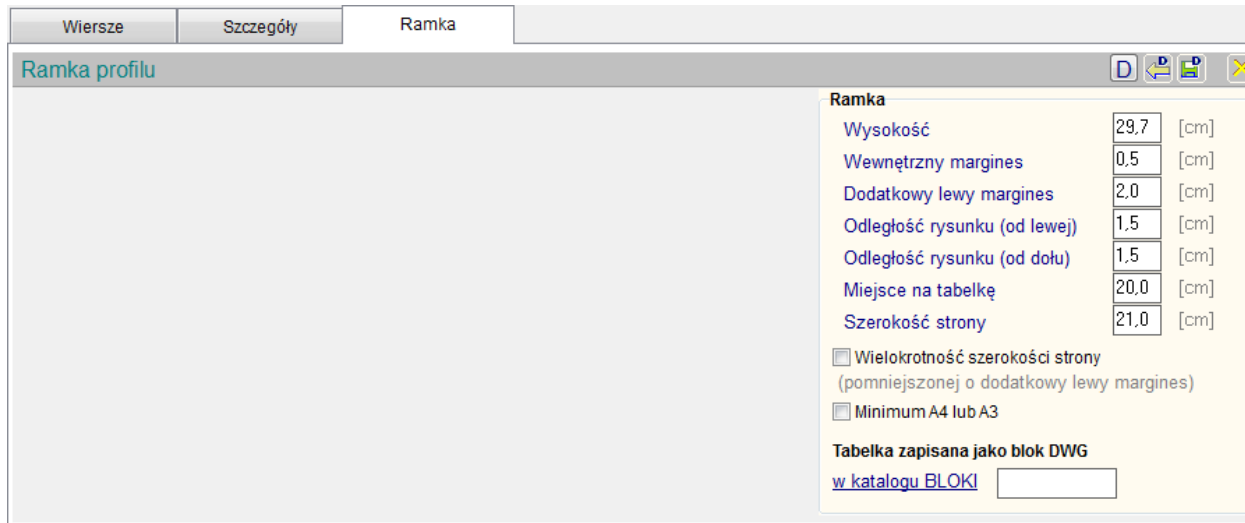 Wiersze Szczegóły Ramka
Ramka profilu D D D
Ramka
Wysokość 29,7 [cm]
Wewnętrzny margines 0,5 [cm]
Dodatkowy lewy margines 2,0 [cm]
Odległość rysunku (od lewej) 1,5 [cm]
Odległość rysunku (od dołu) 1,5 [cm]
Miejsce na tabelkę 20,0 [cm]
Szerokość strony 21,0 [cm]
Wielokrotność szerokości strony
(pomniejszonej o dodatkowy lewy margines)
Minimum A4 lub A3
Tabelka zapisana jako blok DWG
w katalogu BLOKI